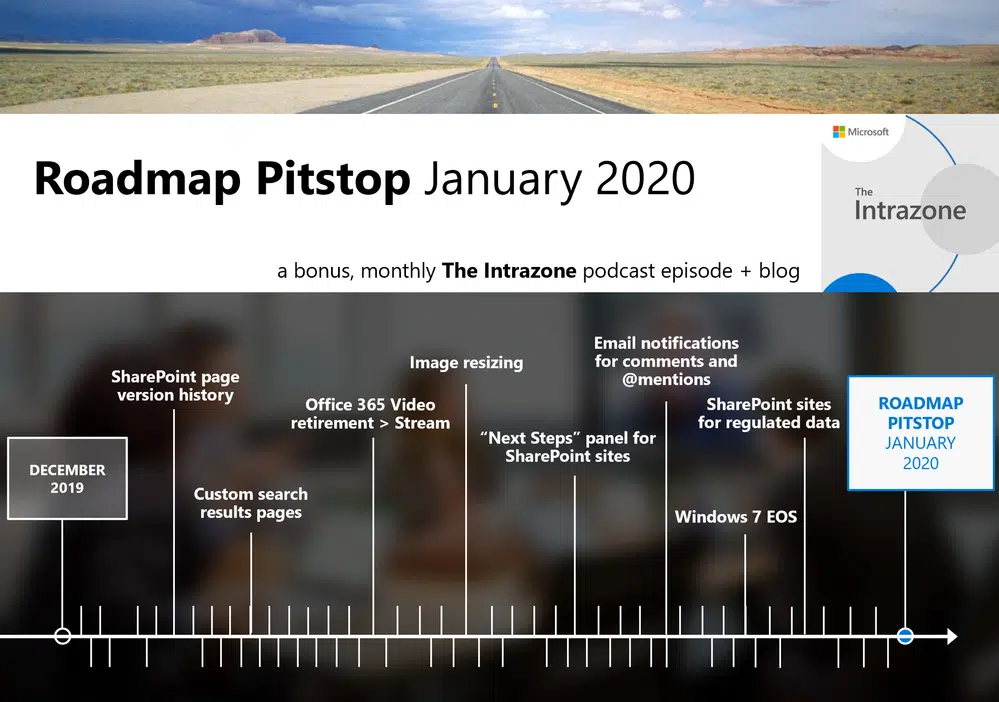 Microsoft
Roadmap Pitstop January 2020
The
Intrazone
a bonus, monthly The Intrazone podcast episode + blog
DECEMBER
2019
SharePoint page
version history
Custom search
results pages
Office 365 Video
retirement > Stream
Image resizing
“Next Steps” panel for
SharePoint sites
Email notifications
for comments and
@mentions
Windows 7 EOS
SharePoint sites
for regulated data
ROADMAP
PITSTOP
JANUARY
2020